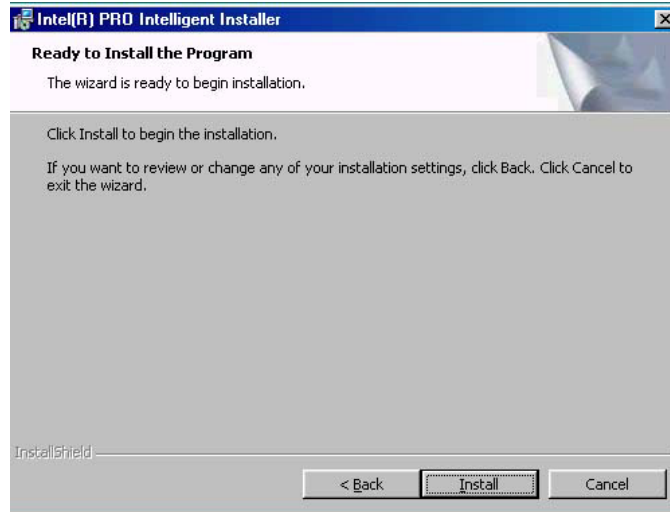 Intel(R) PRO Intelligent Installer
Ready to Install the Program
The wizard is ready to begin installation.
Click Install to begin the installation.
If you want to review or change any of your installation settings, click Back. Click Cancel to
exit the wizard.
InstallShield
< Back Install Cancel